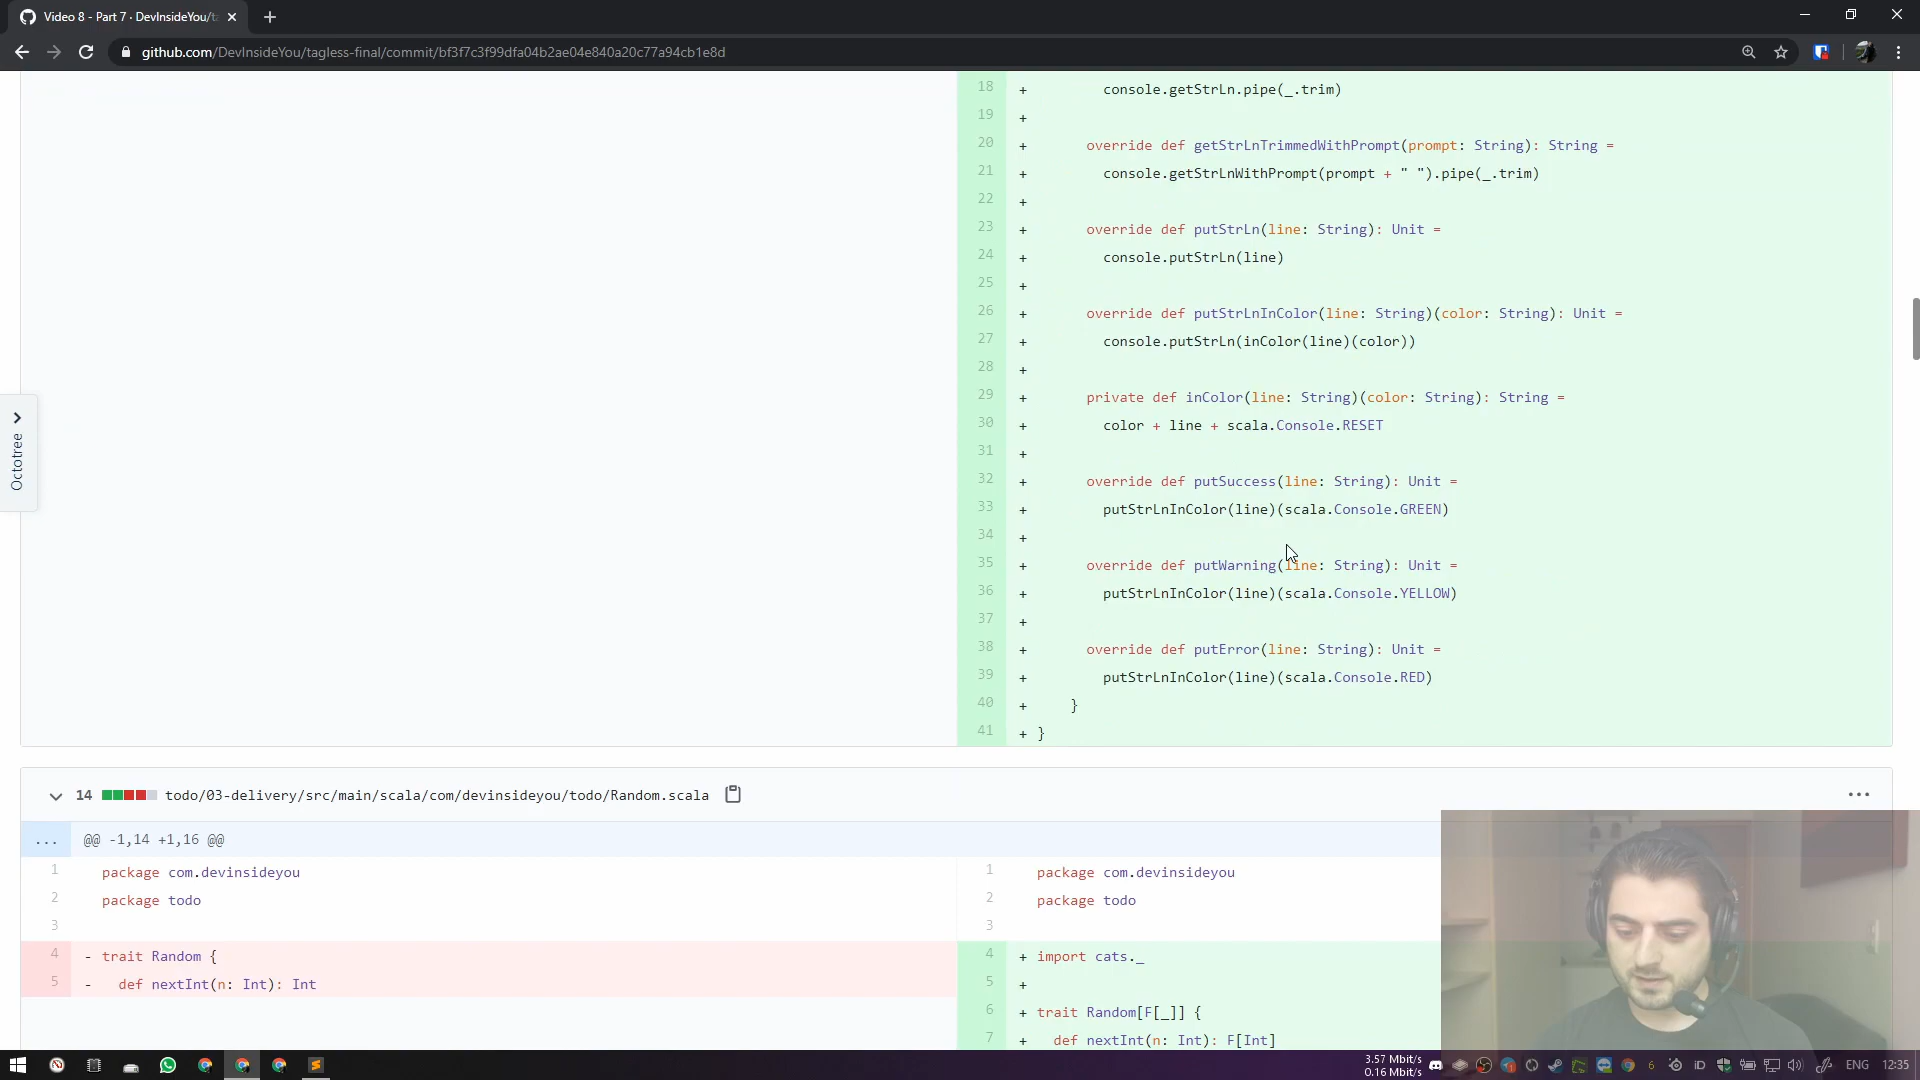 Video 8 - Part 7 · DevInsideYou/ta
github.com/DevInsideYou/tagless-final/commit/bf3f7c3f99dfa04b2ae04e840a20c77a94cb1e8d
18 + console.getStrLn.pipe(_.trim)
19 +
20 + override def getStrLnTrimmedWithPrompt(prompt: String): String =
21 + console.getStrLnWithPrompt(prompt + " ").pipe(_.trim)
22 +
23 + override def putStrLn(line: String): Unit =
24 + console.putStrLn(line)
25 +
26 + override def putStrLnInColor(line: String)(color: String): Unit =
27 + console.putStrLn(inColor(line)(color))
28 +
29 + private def inColor(line: String)(color: String): String =
30 + color + line + scala.Console.RESET
31 +
32 + override def putSuccess(line: String): Unit =
33 + putStrLnInColor(line)(scala.Console.GREEN)
34 +
35 + override def putWarning(line: String): Unit =
36 + putStrLnInColor(line)(scala.Console.YELLOW)
37 +
38 + override def putError(line: String): Unit =
39 + putStrLnInColor(line)(scala.Console.RED)
40 + }
41 + }
Octotree
14 todo/03-delivery/src/main/scala/com/devinsideyou/todo/Random.scala
... @@ -1,14 +1,16 @@
1 package com.devinsideyou
2 package todo
3
4 - trait Random {
5 - def nextInt(n: Int): Int
1 package com.devinsideyou
2 package todo
3
4 + import cats._
5 +
6 + trait Random[F[_]] {
7 + def nextInt(n: Int): F[Int]
3.57 Mbit/s
0.16 Mbit/s
6
iD
ENG
12:35